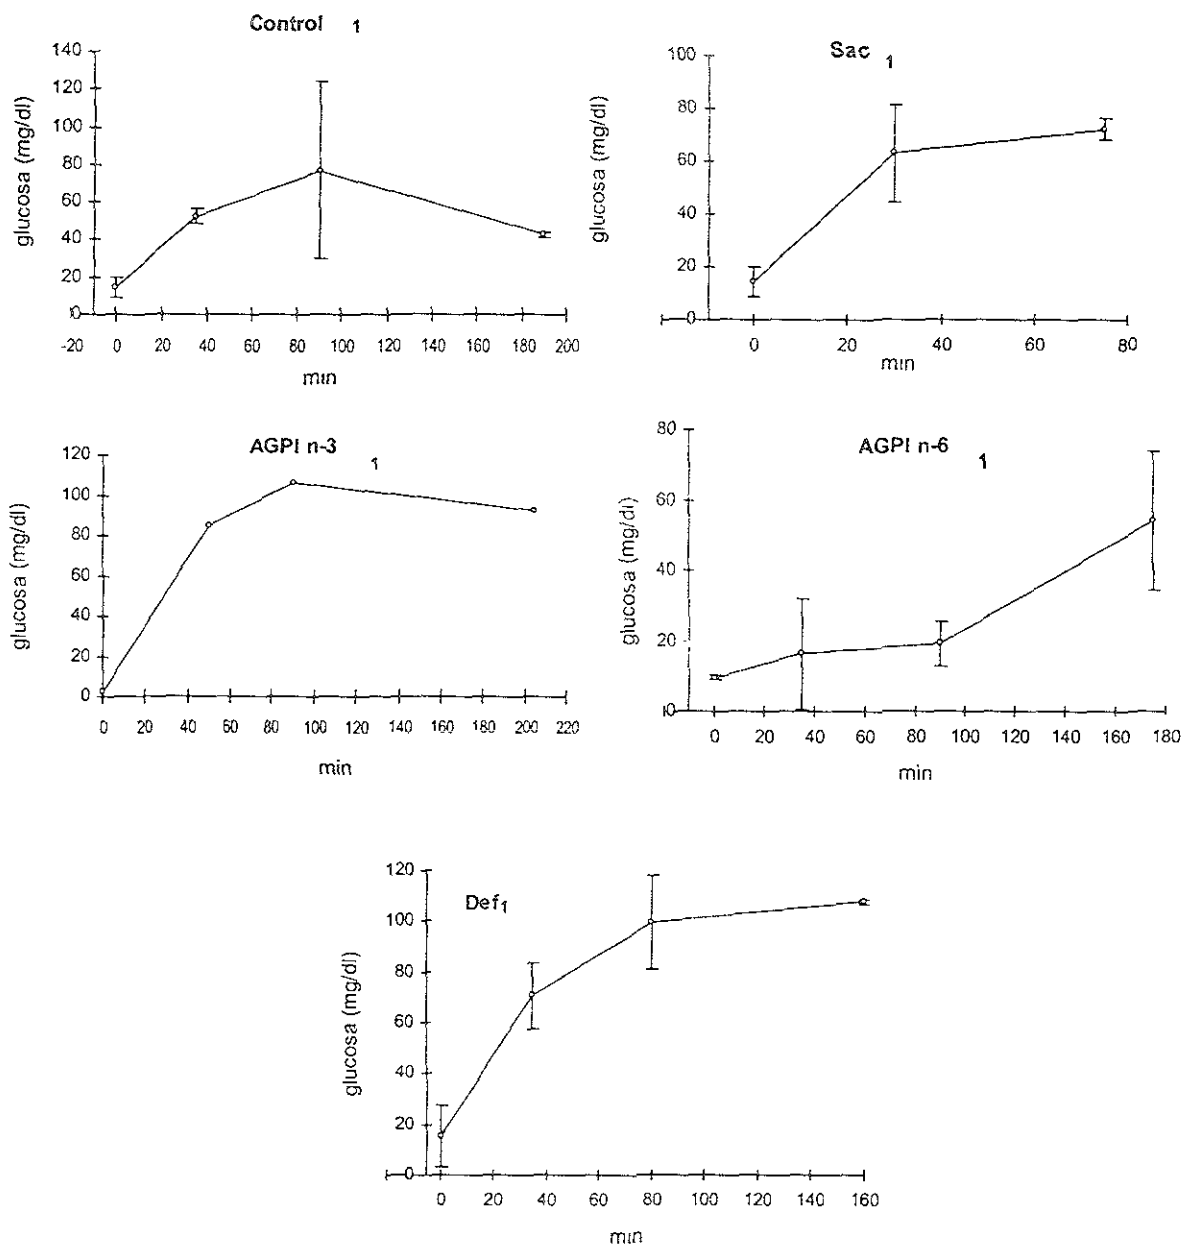 Control 1
140
120
100
80
60
40
20
0
glucosa (mg/dl)
-20 0 20 40 60 80 100 120 140 160 180 200
min
Sac 1
100
80
60
40
20
0
glucosa (mg/dl)
0 20 40 60 80
min
AGPI n-3 1
120
100
80
60
40
20
0
glucosa (mg/dl)
0 20 40 60 80 100 120 140 160 180 200 220
min
AGPI n-6 1
80
60
40
20
0
glucosa (mg/dl)
0 20 40 60 80 100 120 140 160 180
min
Def1
120
100
80
60
40
20
0
glucosa (mg/dl)
0 20 40 60 80 100 120 140 160
min